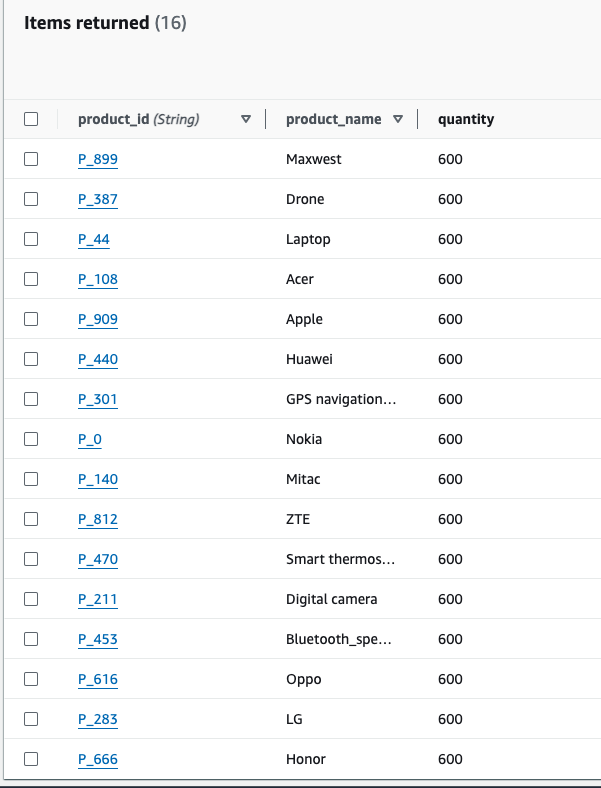 Items returned (16)
product_id (String) product_name quantity
P_899 Maxwest 600
P_387 Drone 600
P_44 Laptop 600
P_108 Acer 600
P_909 Apple 600
P_440 Huawei 600
P_301 GPS navigation... 600
P_0 Nokia 600
P_140 Mitac 600
P_812 ZTE 600
P_470 Smart thermos... 600
P_211 Digital camera 600
P_453 Bluetooth_spe... 600
P_616 Oppo 600
P_283 LG 600
P_666 Honor 600